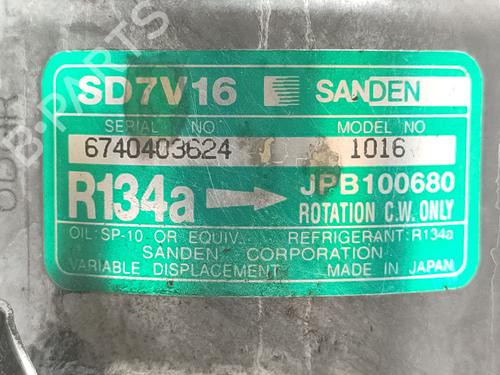 SD7V16 SANDEN
SERIAL NO MODEL NO
6740403624 1016
R134a JPB100680
ROTATION C.W. ONLY
OIL:SP-10 OR EQUIV. REFRIGERANT:R134a
SANDEN CORPORATION
VARIABLE DISPLACEMENT MADE IN JAPAN
B-PARTS